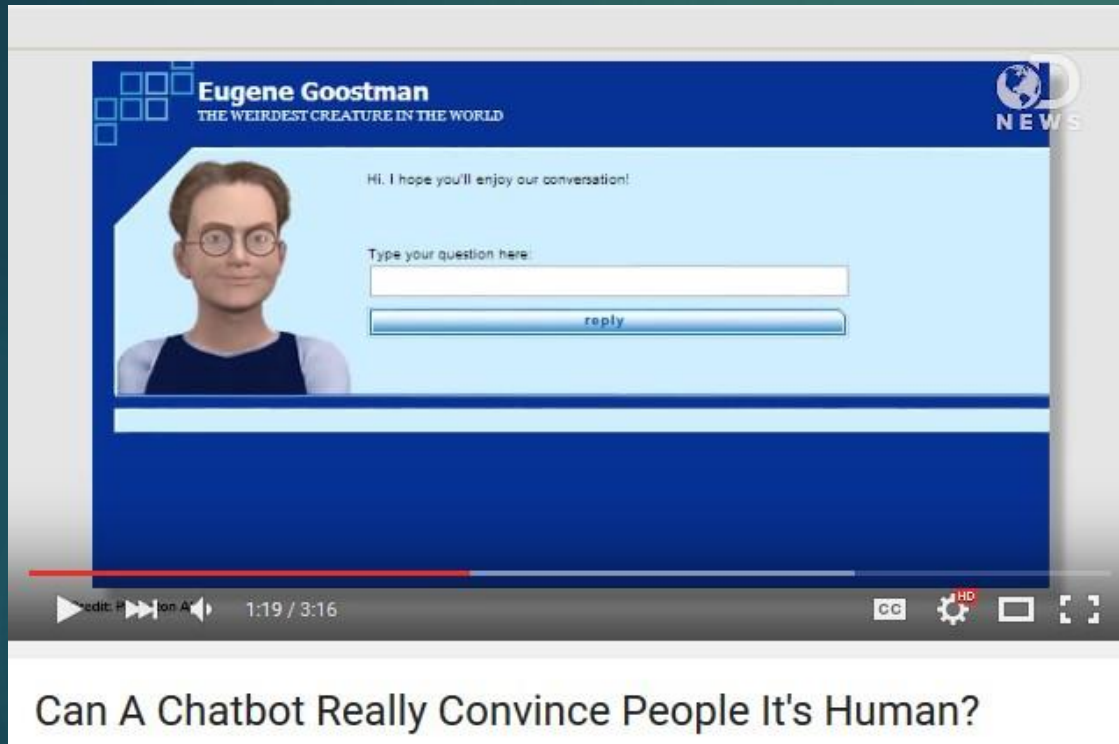 Eugene Goostman
THE WEIRDEST CREATURE IN THE WORLD
D
NEWS
Hi. I hope you'll enjoy our conversation!
Type your question here:
reply
1:19 / 3:16
CC
HD
Can A Chatbot Really Convince People It's Human?